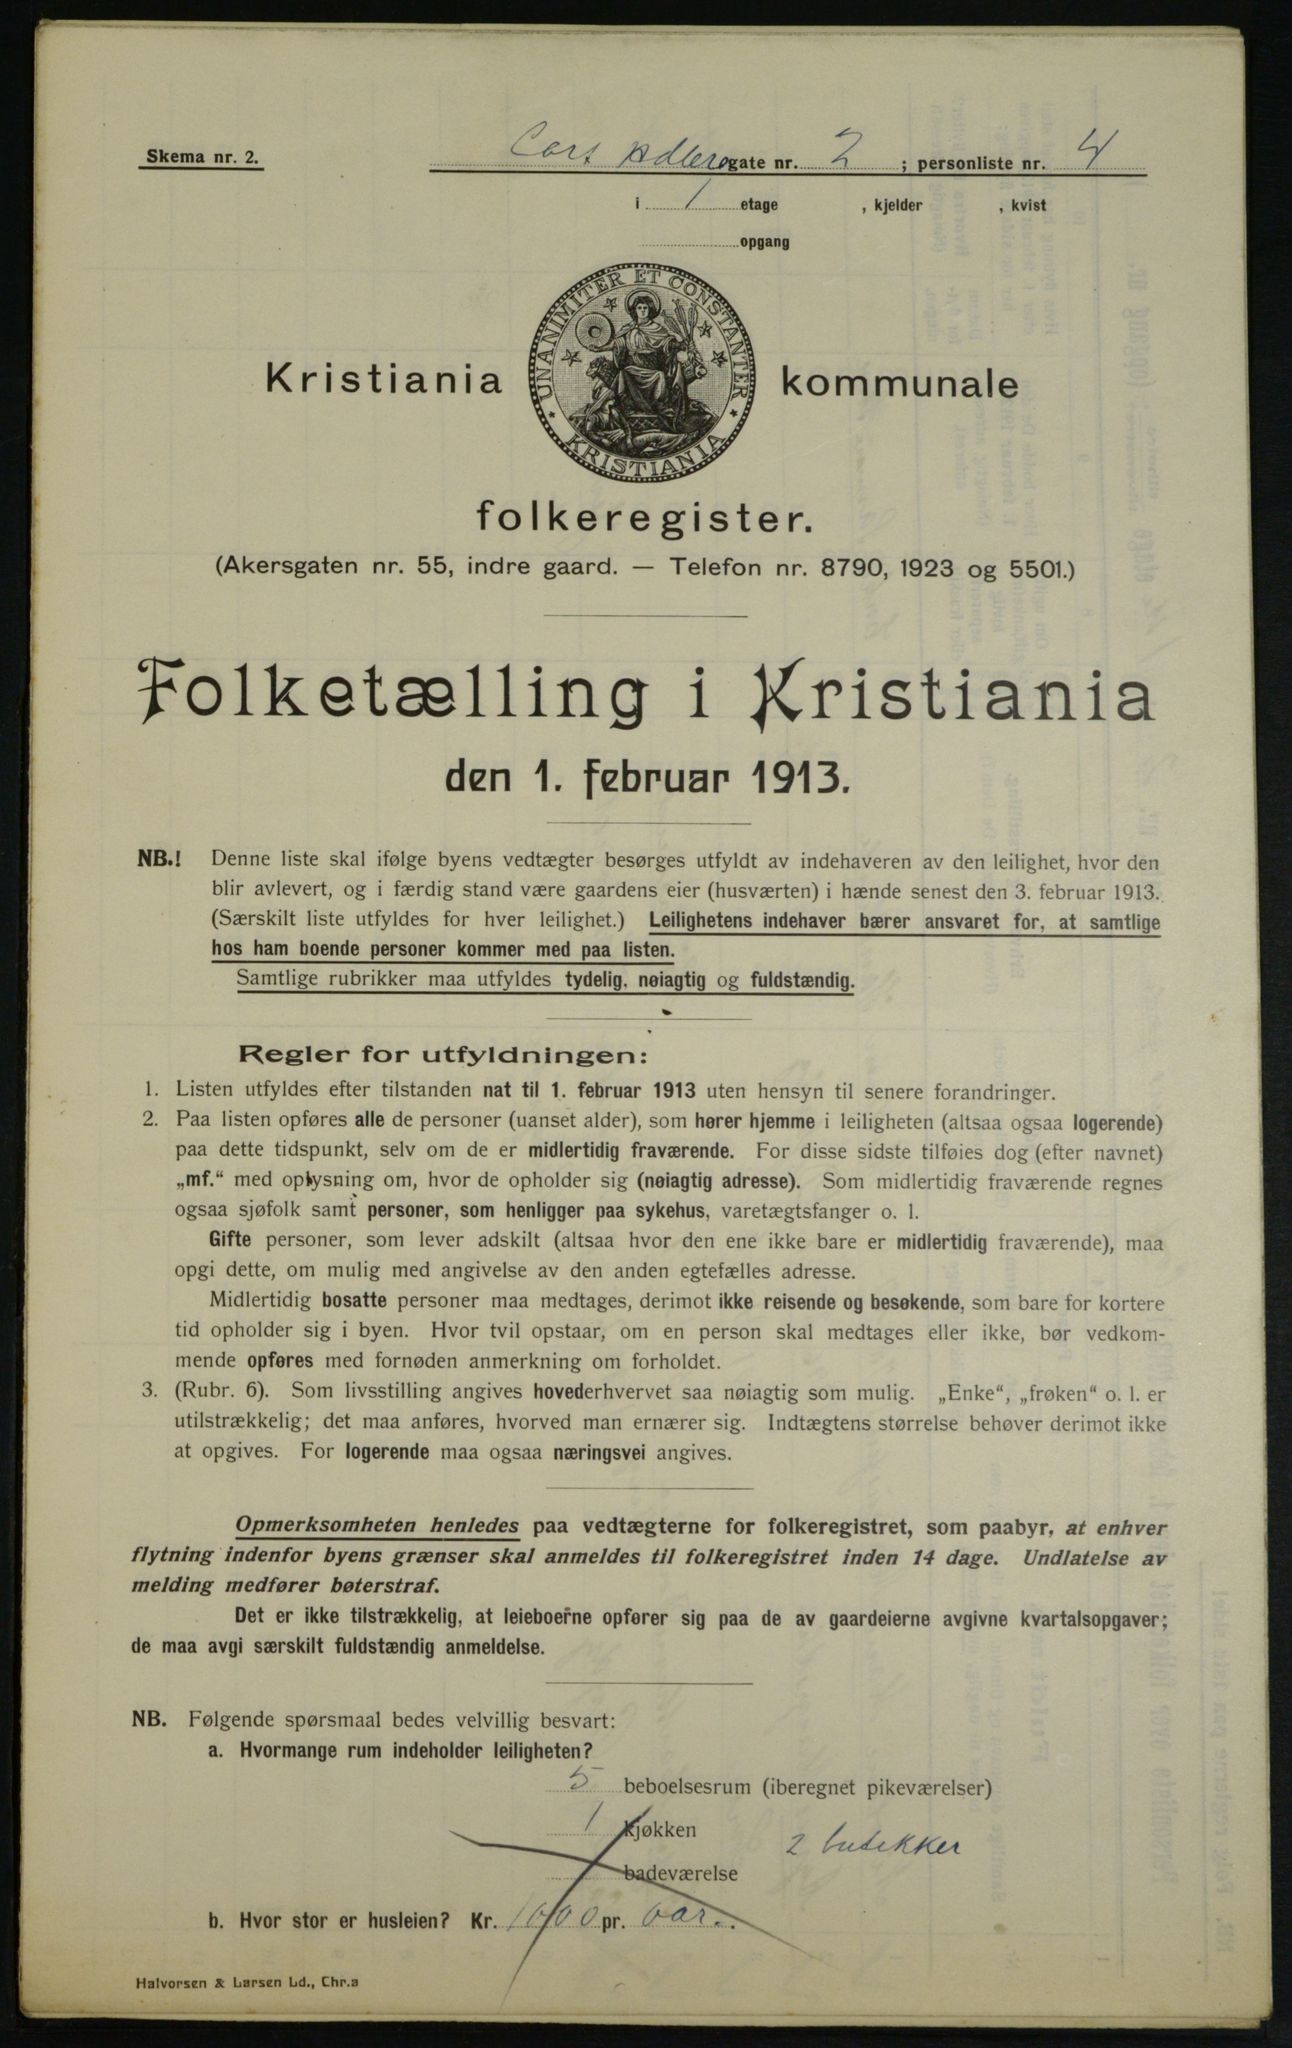 Skema nr. 2.
Cort Adlersgate nr. 2 ; personliste nr. 4
i 1 etage , kjelder , kvist
opgang
UNANIMITER ET CONSTANTER
KRISTIANIA
Kristiania kommunale
folkeregister.
(Akersgaten nr. 55, indre gaard. — Telefon nr. 8790, 1923 og 5501.)
Folketælling i Kristiania
den 1. februar 1913.
NB.! Denne liste skal ifølge byens vedtægter besørges utfyldt av indehaveren av den leilighet, hvor den
blir avlevert, og i færdig stand være gaardens eier (husværten) i hænde senest den 3. februar 1913.
(Særskilt liste utfyldes for hver leilighet.) Leilighetens indehaver bærer ansvaret for, at samtlige
hos ham boende personer kommer med paa listen.
Samtlige rubrikker maa utfyldes tydelig, nøiagtig og fuldstændig.
Regler for utfyldningen:
1. Listen utfyldes efter tilstanden nat til 1. februar 1913 uten hensyn til senere forandringer.
2. Paa listen opføres alle de personer (uanset alder), som hører hjemme i leiligheten (altsaa ogsaa logerende)
paa dette tidspunkt, selv om de er midlertidig fraværende. For disse sidste tilføies dog (efter navnet)
„mf.“ med oplysning om, hvor de opholder sig (nøiagtig adresse). Som midlertidig fraværende regnes
ogsaa sjøfolk samt personer, som henligger paa sykehus, varetægtsfanger o. l.
Gifte personer, som lever adskilt (altsaa hvor den ene ikke bare er midlertidig fraværende), maa
opgi dette, om mulig med angivelse av den anden egtefælles adresse.
Midlertidig bosatte personer maa medtages, derimot ikke reisende og besøkende, som bare for kortere
tid opholder sig i byen. Hvor tvil opstaar, om en person skal medtages eller ikke, bør vedkom-
mende opføres med fornøden anmerkning om forholdet.
3. (Rubr. 6). Som livsstilling angives hovederhvervet saa nøiagtig som mulig. „Enke“, „frøken“ o. l. er
utilstrækkelig; det maa anføres, hvorved man ernærer sig. Indtægtens størrelse behøver derimot ikke
at opgives. For logerende maa ogsaa næringsvei angives.
Opmerksomheten henledes paa vedtægterne for folkeregistret, som paabyr, at enhver
flytning indenfor byens grænser skal anmeldes til folkeregistret inden 14 dage. Undlatelse av
melding medfører bøterstraf.
Det er ikke tilstrækkelig, at leieboerne opfører sig paa de av gaardeierne avgivne kvartalsopgaver;
de maa avgi særskilt fuldstændig anmeldelse.
NB. Følgende spørsmaal bedes velvillig besvart:
a. Hvormange rum indeholder leiligheten?
5 beboelsesrum (iberegnet pikeværelser)
1 kjøkken 2 butikker
badeværelse
b. Hvor stor er husleien? Kr. 1000 pr. aar.
Halvorsen & Larsen Ld., Chr.a